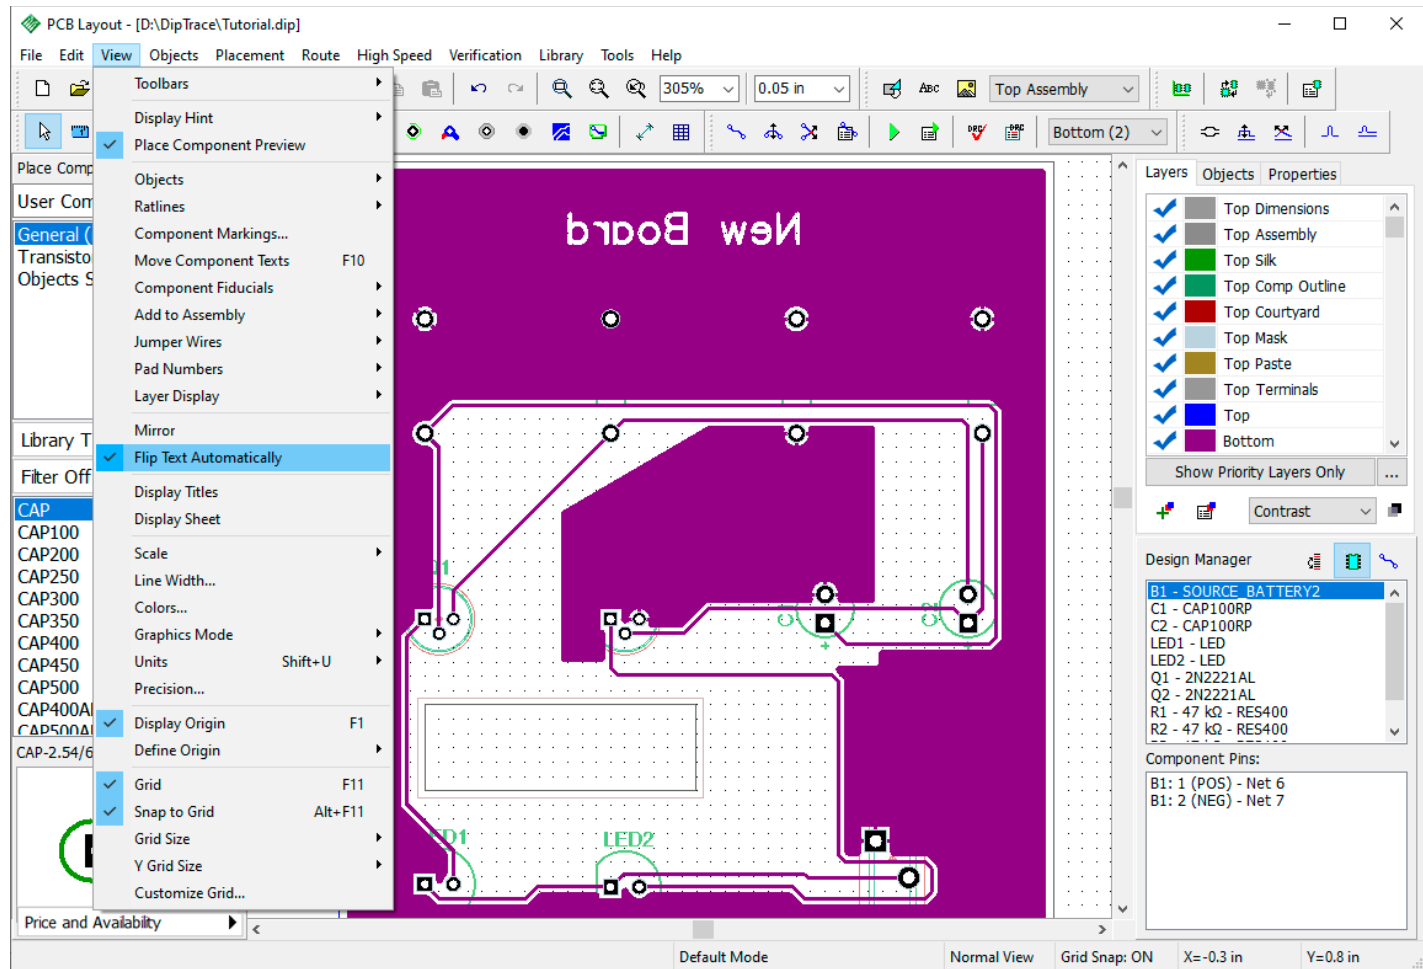 PCB Layout - [D:\DipTrace\Tutorial.dip]
File Edit View Objects Placement Route High Speed Verification Library Tools Help
305% 0.05 in ABC Top Assembly
DRC DRC Bottom (2)
Toolbars
Display Hint
Place Component Preview
Objects
Ratlines
Component Markings...
Move Component Texts F10
Component Fiducials
Add to Assembly
Jumper Wires
Pad Numbers
Layer Display
Mirror
Flip Text Automatically
Display Titles
Display Sheet
Scale
Line Width...
Colors...
Graphics Mode
Units Shift+U
Precision...
Display Origin F1
Define Origin
Grid F11
Snap to Grid Alt+F11
Grid Size
Y Grid Size
Customize Grid...
Place Comp
User Com
General (
Transisto
Objects S
Library T
Filter Off
CAP
CAP100
CAP200
CAP250
CAP300
CAP350
CAP400
CAP450
CAP500
CAP400A
CAP500A
CAP-2.54/6
Price and Availability
New Board
D1
LED2
Layers Objects Properties
Top Dimensions
Top Assembly
Top Silk
Top Comp Outline
Top Courtyard
Top Mask
Top Paste
Top Terminals
Top
Bottom
Show Priority Layers Only ...
Contrast
Design Manager
B1 - SOURCE_BATTERY2
C1 - CAP100RP
C2 - CAP100RP
LED1 - LED
LED2 - LED
Q1 - 2N2221AL
Q2 - 2N2221AL
R1 - 47 kΩ - RES400
R2 - 47 kΩ - RES400
Component Pins:
B1: 1 (POS) - Net 6
B1: 2 (NEG) - Net 7
Default Mode Normal View Grid Snap: ON X=-0.3 in Y=0.8 in